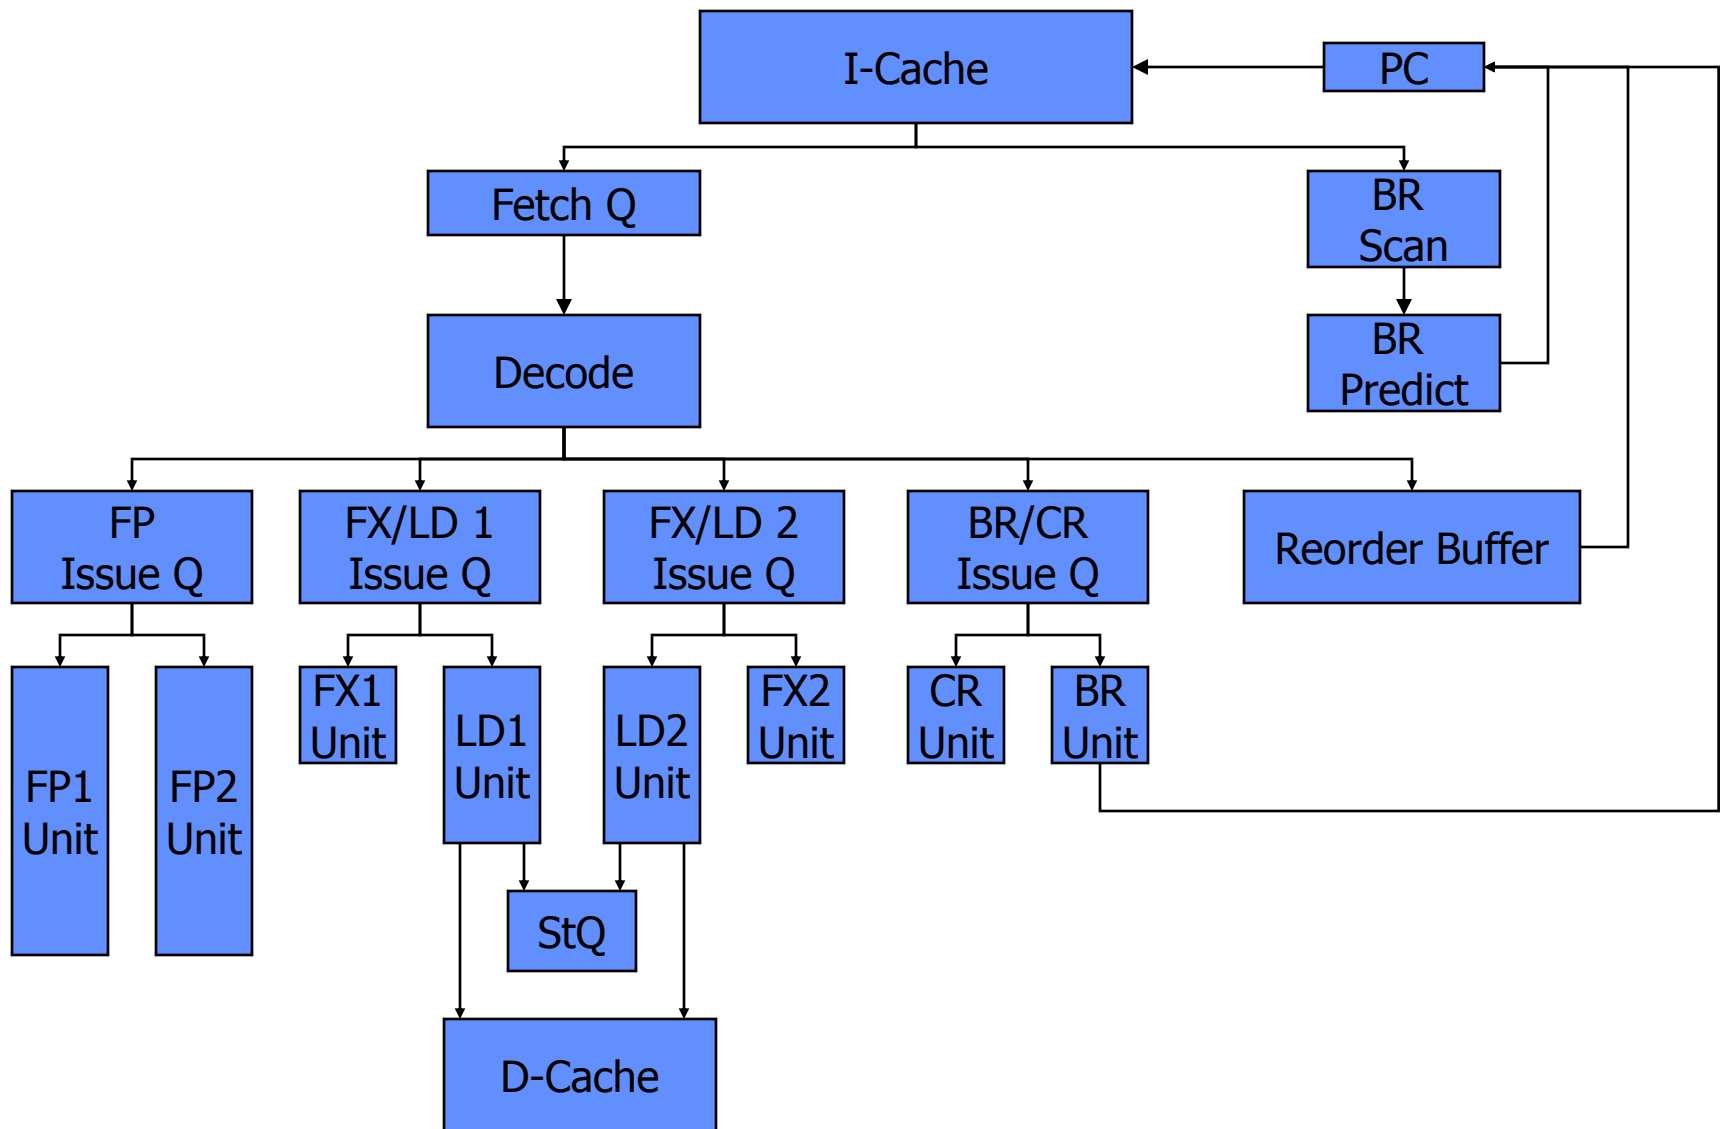 I-Cache
PC
Fetch Q
BR
Scan
Decode
BR
Predict
FP
Issue Q
FX/LD 1
Issue Q
FX/LD 2
Issue Q
BR/CR
Issue Q
Reorder Buffer
FP1
Unit
FP2
Unit
FX1
Unit
LD1
Unit
LD2
Unit
FX2
Unit
CR
Unit
BR
Unit
StQ
D-Cache